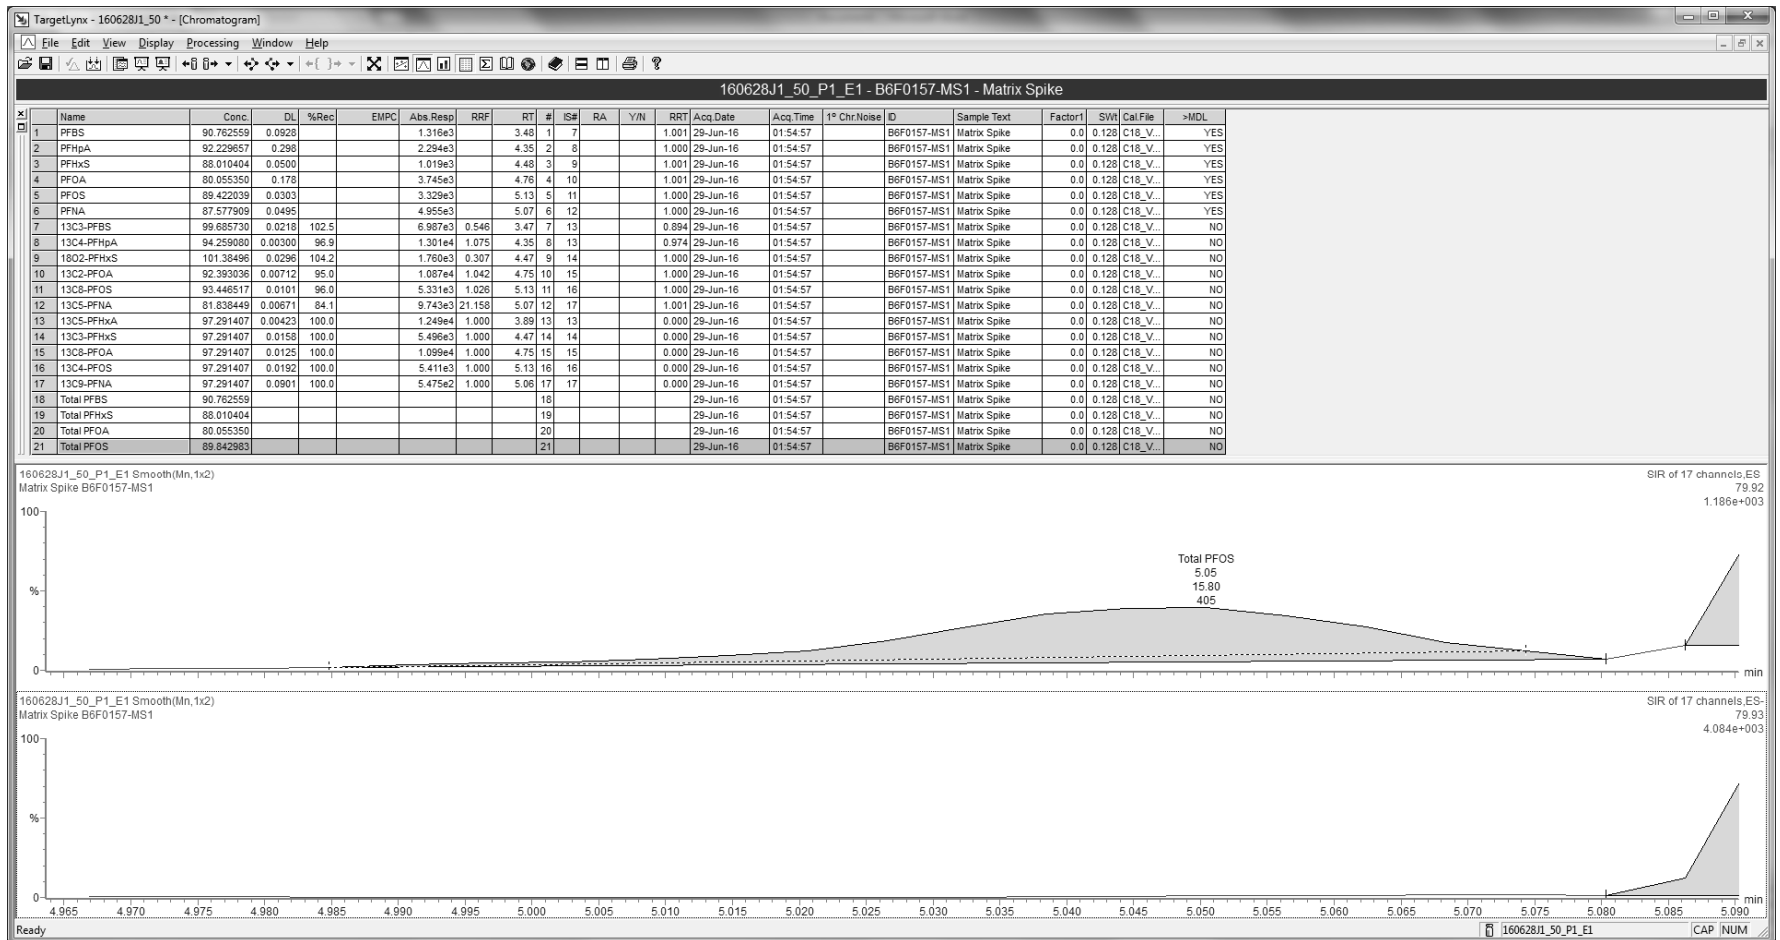 TargetLynx - 160628J1_50 * - [Chromatogram]
File Edit View Display Processing Window Help
160628J1_50_P1_E1 - B6F0157-MS1 - Matrix Spike
Name Conc. DL %Rec EMPC Abs.Resp RRF RT # IS# RA Y/N RRT Acq.Date Acq.Time 1° Chr.Noise ID Sample Text Factor1 SWt Cal.File >MDL
1 PFBS 90.762559 0.0928 1.316e3 3.48 1 7 1.001 29-Jun-16 01:54:57 B6F0157-MS1 Matrix Spike 0.0 0.128 C18_V... YES
2 PFHpA 92.229657 0.298 2.294e3 4.35 2 8 1.000 29-Jun-16 01:54:57 B6F0157-MS1 Matrix Spike 0.0 0.128 C18_V... YES
3 PFHxS 88.010404 0.0500 1.019e3 4.48 3 9 1.001 29-Jun-16 01:54:57 B6F0157-MS1 Matrix Spike 0.0 0.128 C18_V... YES
4 PFOA 80.055350 0.178 3.745e3 4.76 4 10 1.001 29-Jun-16 01:54:57 B6F0157-MS1 Matrix Spike 0.0 0.128 C18_V... YES
5 PFOS 89.422039 0.0303 3.329e3 5.13 5 11 1.000 29-Jun-16 01:54:57 B6F0157-MS1 Matrix Spike 0.0 0.128 C18_V... YES
6 PFNA 87.577909 0.0495 4.955e3 5.07 6 12 1.000 29-Jun-16 01:54:57 B6F0157-MS1 Matrix Spike 0.0 0.128 C18_V... YES
7 13C3-PFBS 99.685730 0.0218 102.5 6.987e3 0.546 3.47 7 13 0.894 29-Jun-16 01:54:57 B6F0157-MS1 Matrix Spike 0.0 0.128 C18_V... NO
8 13C4-PFHpA 94.259080 0.00300 96.9 1.301e4 1.075 4.35 8 13 0.974 29-Jun-16 01:54:57 B6F0157-MS1 Matrix Spike 0.0 0.128 C18_V... NO
9 18O2-PFHxS 101.38496 0.0296 104.2 1.760e3 0.307 4.47 9 14 1.000 29-Jun-16 01:54:57 B6F0157-MS1 Matrix Spike 0.0 0.128 C18_V... NO
10 13C2-PFOA 92.393036 0.00712 95.0 1.087e4 1.042 4.75 10 15 1.000 29-Jun-16 01:54:57 B6F0157-MS1 Matrix Spike 0.0 0.128 C18_V... NO
11 13C8-PFOS 93.446517 0.0101 96.0 5.331e3 1.026 5.13 11 16 1.000 29-Jun-16 01:54:57 B6F0157-MS1 Matrix Spike 0.0 0.128 C18_V... NO
12 13C5-PFNA 81.838449 0.00671 84.1 9.743e3 21.158 5.07 12 17 1.001 29-Jun-16 01:54:57 B6F0157-MS1 Matrix Spike 0.0 0.128 C18_V... NO
13 13C5-PFHxA 97.291407 0.00423 100.0 1.249e4 1.000 3.89 13 13 0.000 29-Jun-16 01:54:57 B6F0157-MS1 Matrix Spike 0.0 0.128 C18_V... NO
14 13C3-PFHxS 97.291407 0.0158 100.0 5.496e3 1.000 4.47 14 14 0.000 29-Jun-16 01:54:57 B6F0157-MS1 Matrix Spike 0.0 0.128 C18_V... NO
15 13C8-PFOA 97.291407 0.0125 100.0 1.099e4 1.000 4.75 15 15 0.000 29-Jun-16 01:54:57 B6F0157-MS1 Matrix Spike 0.0 0.128 C18_V... NO
16 13C4-PFOS 97.291407 0.0192 100.0 5.411e3 1.000 5.13 16 16 0.000 29-Jun-16 01:54:57 B6F0157-MS1 Matrix Spike 0.0 0.128 C18_V... NO
17 13C9-PFNA 97.291407 0.0901 100.0 5.475e2 1.000 5.06 17 17 0.000 29-Jun-16 01:54:57 B6F0157-MS1 Matrix Spike 0.0 0.128 C18_V... NO
18 Total PFBS 90.762559 18 29-Jun-16 01:54:57 B6F0157-MS1 Matrix Spike 0.0 0.128 C18_V... NO
19 Total PFHxS 88.010404 19 29-Jun-16 01:54:57 B6F0157-MS1 Matrix Spike 0.0 0.128 C18_V... NO
20 Total PFOA 80.055350 20 29-Jun-16 01:54:57 B6F0157-MS1 Matrix Spike 0.0 0.128 C18_V... NO
21 Total PFOS 89.842983 21 29-Jun-16 01:54:57 B6F0157-MS1 Matrix Spike 0.0 0.128 C18_V... NO
160628J1_50_P1_E1 Smooth(Mn,1x2) SIR of 17 channels,ES
Matrix Spike B6F0157-MS1 79.92
1.186e+003
100
Total PFOS
5.05
15.80
405
%
0
min
160628J1_50_P1_E1 Smooth(Mn,1x2) SIR of 17 channels,ES-
Matrix Spike B6F0157-MS1 79.93
4.084e+003
100
%
0
min
4.965 4.970 4.975 4.980 4.985 4.990 4.995 5.000 5.005 5.010 5.015 5.020 5.025 5.030 5.035 5.040 5.045 5.050 5.055 5.060 5.065 5.070 5.075 5.080 5.085 5.090
Ready 160628J1_50_P1_E1 CAP NUM